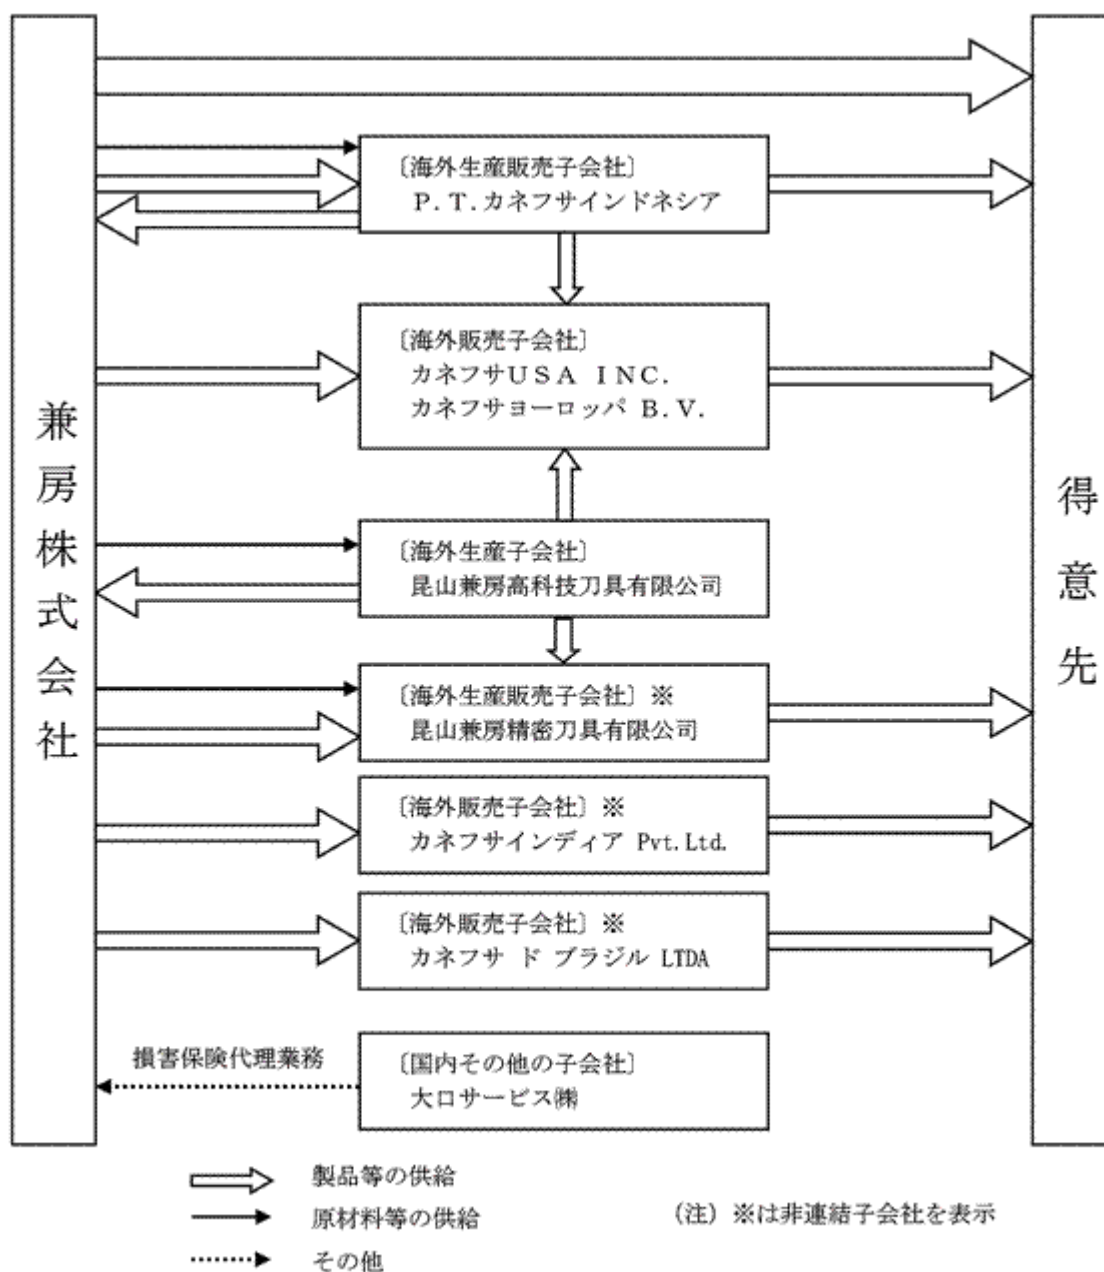 兼房株式会社
〔海外生産販売子会社〕
Ｐ.Ｔ.カネフサインドネシア
〔海外販売子会社〕
カネフサＵＳＡ ＩＮＣ.
カネフサヨーロッパ Ｂ.Ｖ.
〔海外生産子会社〕
昆山兼房高科技刀具有限公司
〔海外生産販売子会社〕※
昆山兼房精密刀具有限公司
〔海外販売子会社〕※
カネフサインディア Pvt.Ltd.
〔海外販売子会社〕※
カネフサ ド ブラジル LTDA
損害保険代理業務
〔国内その他の子会社〕
大口サービス㈱
得意先
製品等の供給
原材料等の供給
（注）※は非連結子会社を表示
その他